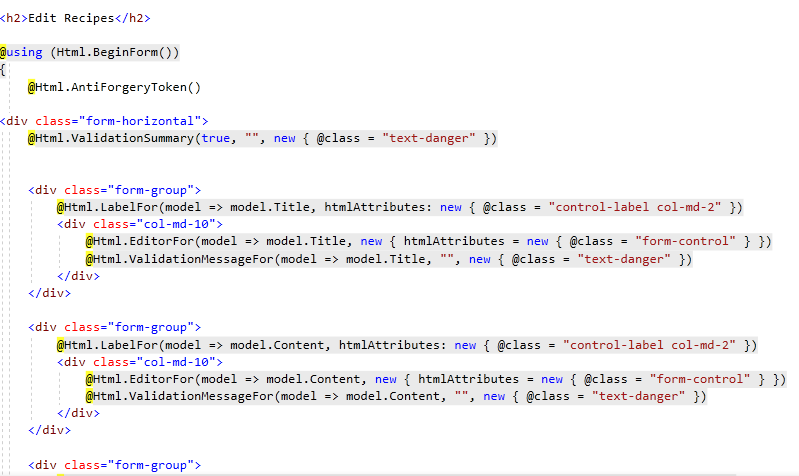 <h2>Edit Recipes</h2>
@using (Html.BeginForm())
{
@Html.AntiForgeryToken()
<div class="form-horizontal">
@Html.ValidationSummary(true, "", new { @class = "text-danger" })
<div class="form-group">
@Html.LabelFor(model => model.Title, htmlAttributes: new { @class = "control-label col-md-2" })
<div class="col-md-10">
@Html.EditorFor(model => model.Title, new { htmlAttributes = new { @class = "form-control" } })
@Html.ValidationMessageFor(model => model.Title, "", new { @class = "text-danger" })
</div>
</div>
<div class="form-group">
@Html.LabelFor(model => model.Content, htmlAttributes: new { @class = "control-label col-md-2" })
<div class="col-md-10">
@Html.EditorFor(model => model.Content, new { htmlAttributes = new { @class = "form-control" } })
@Html.ValidationMessageFor(model => model.Content, "", new { @class = "text-danger" })
</div>
</div>
<div class="form-group">